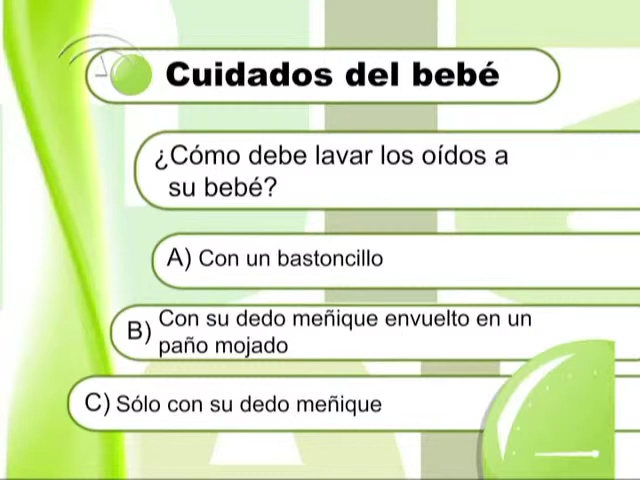 Cuidados del bebé
¿Cómo debe lavar los oídos a
su bebé?
A) Con un bastoncillo
B) Con su dedo meñique envuelto en un
paño mojado
C) Sólo con su dedo meñique